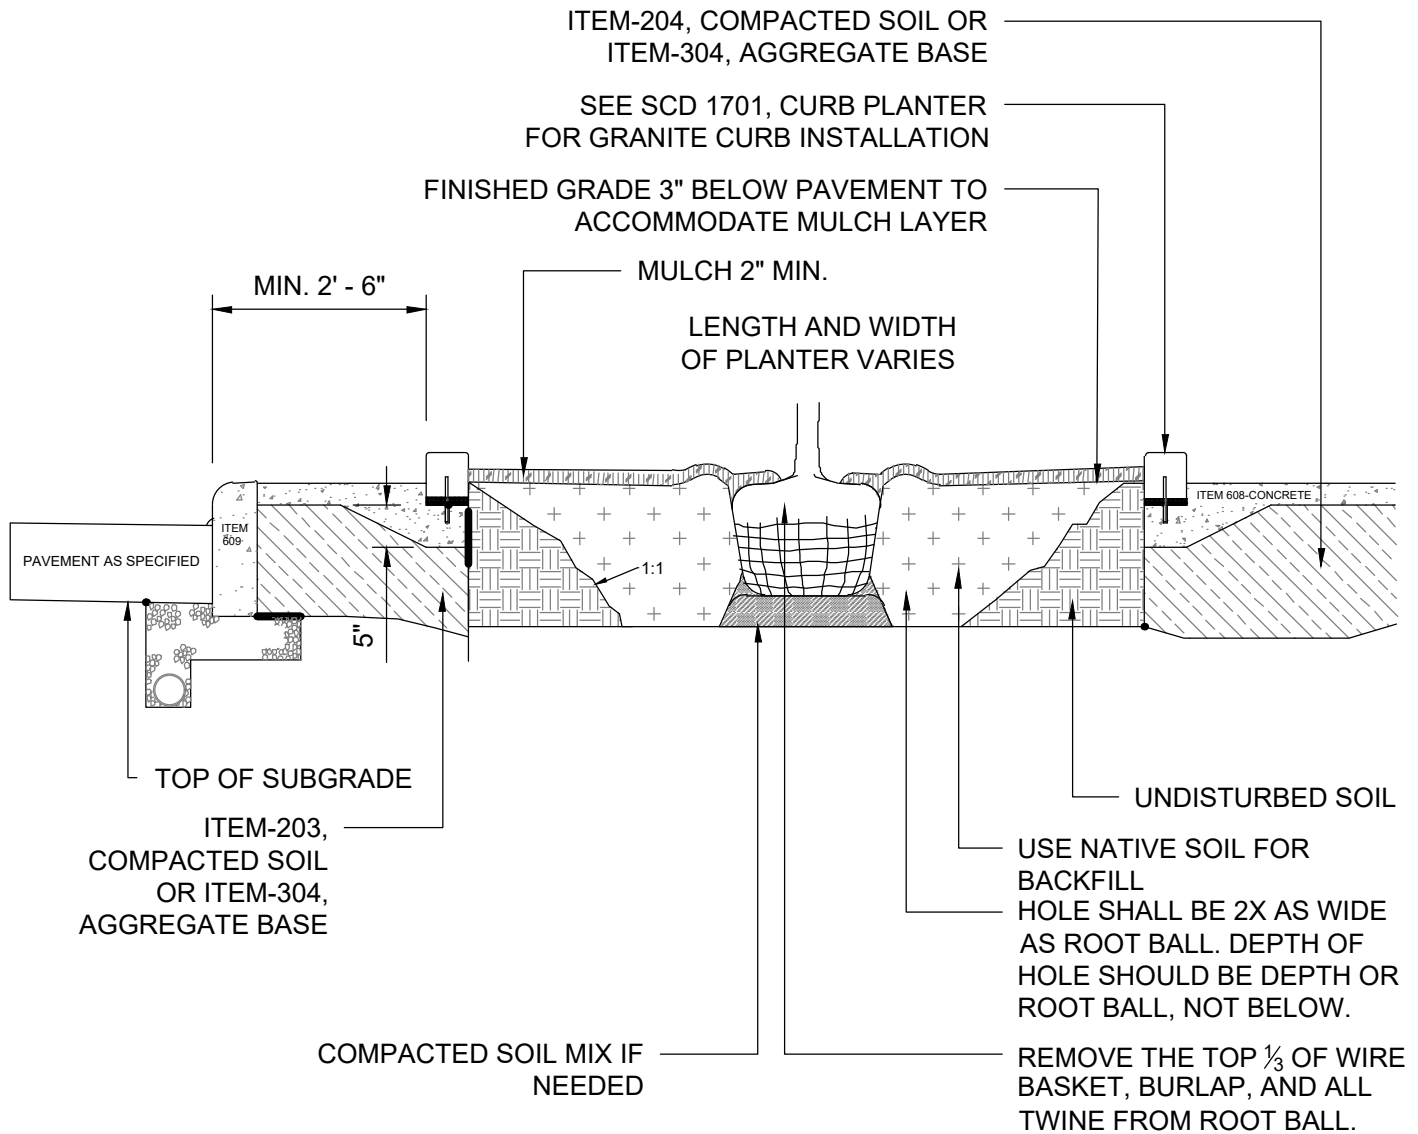 ITEM-204, COMPACTED SOIL OR
ITEM-304, AGGREGATE BASE
SEE SCD 1701, CURB PLANTER
FOR GRANITE CURB INSTALLATION
FINISHED GRADE 3" BELOW PAVEMENT TO
ACCOMMODATE MULCH LAYER
MULCH 2" MIN.
MIN. 2' - 6"
LENGTH AND WIDTH
OF PLANTER VARIES
ITEM 608-CONCRETE
ITEM
609
PAVEMENT AS SPECIFIED
1:1
5"
TOP OF SUBGRADE
UNDISTURBED SOIL
ITEM-203,
COMPACTED SOIL
OR ITEM-304,
AGGREGATE BASE
USE NATIVE SOIL FOR
BACKFILL
HOLE SHALL BE 2X AS WIDE
AS ROOT BALL. DEPTH OF
HOLE SHOULD BE DEPTH OR
ROOT BALL, NOT BELOW.
COMPACTED SOIL MIX IF
NEEDED
REMOVE THE TOP ⅓ OF WIRE
BASKET, BURLAP, AND ALL
TWINE FROM ROOT BALL.